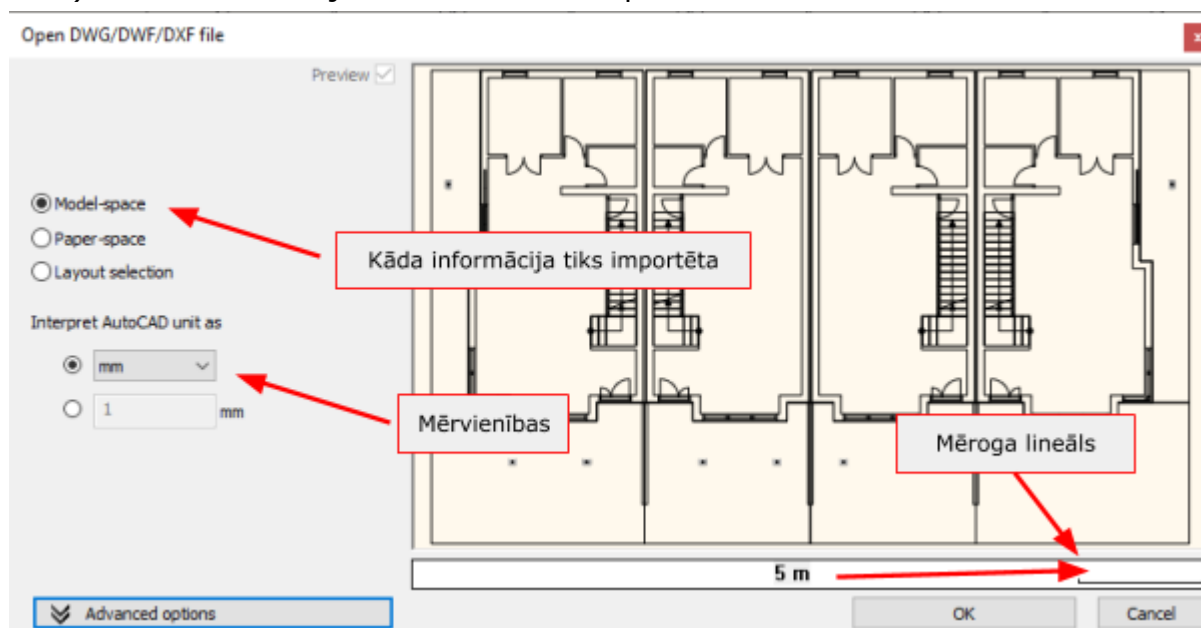 Open DWG/DWF/DXF file
x
Preview
Model-space
Paper-space
Layout selection
Kāda informācija tiks importēta
Interpret AutoCAD unit as
mm
1 mm
Mērvienības
Mēroga lineāls
5 m
Advanced options
OK
Cancel